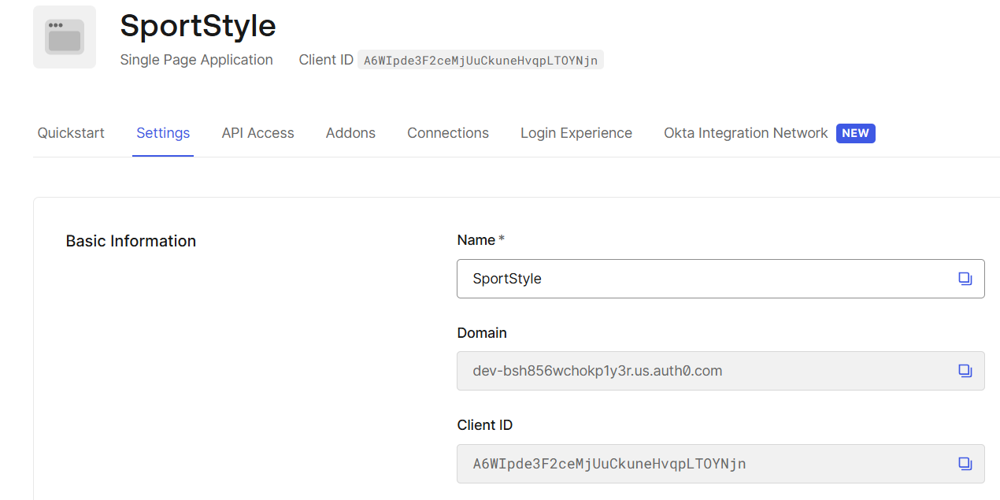 SportStyle
Single Page Application Client ID A6WIpde3F2ceMjUuCkuneHvqpLTOYNjn
Quickstart Settings API Access Addons Connections Login Experience Okta Integration Network NEW
Basic Information
Name *
SportStyle
Domain
dev-bsh856wchokp1y3r.us.auth0.com
Client ID
A6WIpde3F2ceMjUuCkuneHvqpLTOYNjn